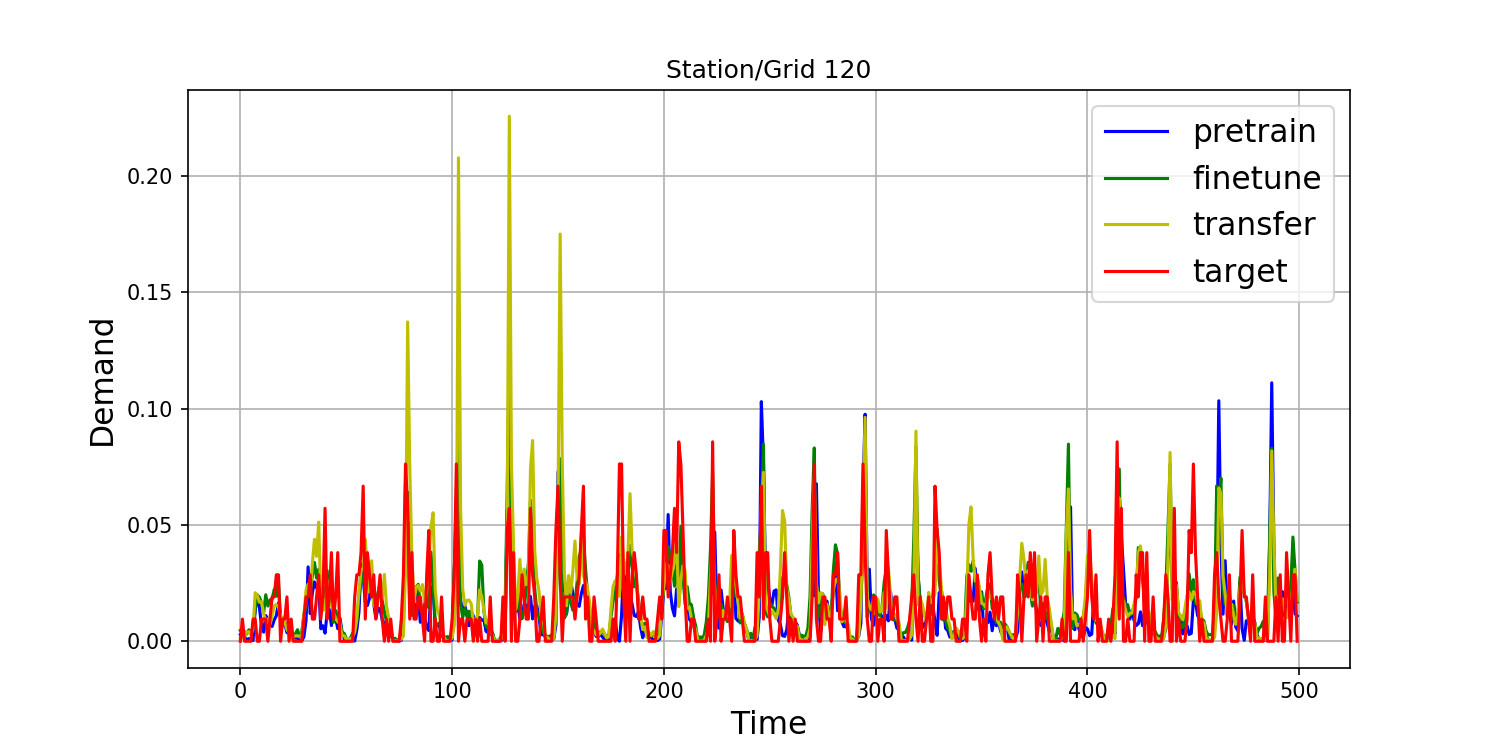 Station/Grid 120
Demand
0.20
0.15
0.10
0.05
0.00
pretrain
finetune
transfer
target
0 100 200 300 400 500
Time